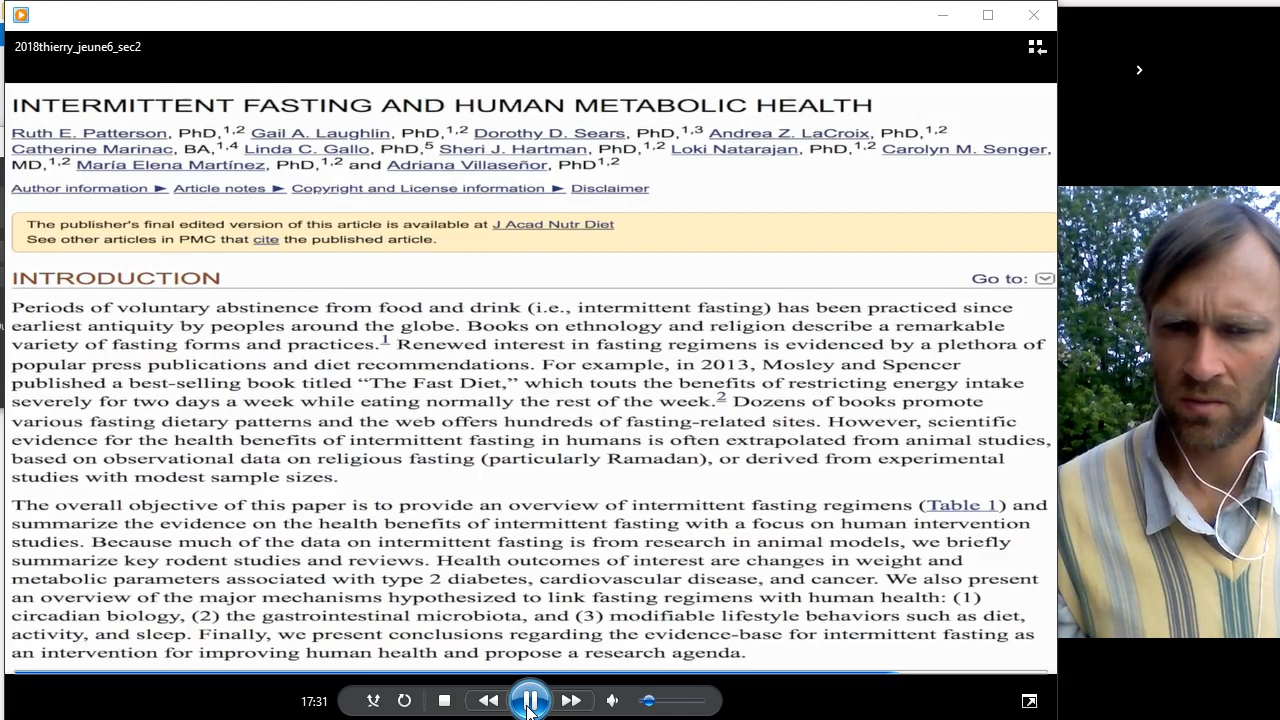 2018thierry_jeune6_sec2
INTERMITTENT FASTING AND HUMAN METABOLIC HEALTH
Ruth E. Patterson, PhD,1,2 Gail A. Laughlin, PhD,1,2 Dorothy D. Sears, PhD,1,3 Andrea Z. LaCroix, PhD,1,2
Catherine Marinac, BA,1,4 Linda C. Gallo, PhD,5 Sheri J. Hartman, PhD,1,2 Loki Natarajan, PhD,1,2 Carolyn M. Senger,
MD,1,2 María Elena Martínez, PhD,1,2 and Adriana Villaseñor, PhD1,2
Author information ► Article notes ► Copyright and License information ► Disclaimer
The publisher's final edited version of this article is available at J Acad Nutr Diet
See other articles in PMC that cite the published article.
INTRODUCTION Go to:
Periods of voluntary abstinence from food and drink (i.e., intermittent fasting) has been practiced since
earliest antiquity by peoples around the globe. Books on ethnology and religion describe a remarkable
variety of fasting forms and practices.1 Renewed interest in fasting regimens is evidenced by a plethora of
popular press publications and diet recommendations. For example, in 2013, Mosley and Spencer
published a best-selling book titled “The Fast Diet,” which touts the benefits of restricting energy intake
severely for two days a week while eating normally the rest of the week.2 Dozens of books promote
various fasting dietary patterns and the web offers hundreds of fasting-related sites. However, scientific
evidence for the health benefits of intermittent fasting in humans is often extrapolated from animal studies,
based on observational data on religious fasting (particularly Ramadan), or derived from experimental
studies with modest sample sizes.
The overall objective of this paper is to provide an overview of intermittent fasting regimens (Table 1) and
summarize the evidence on the health benefits of intermittent fasting with a focus on human intervention
studies. Because much of the data on intermittent fasting is from research in animal models, we briefly
summarize key rodent studies and reviews. Health outcomes of interest are changes in weight and
metabolic parameters associated with type 2 diabetes, cardiovascular disease, and cancer. We also present
an overview of the major mechanisms hypothesized to link fasting regimens with human health: (1)
circadian biology, (2) the gastrointestinal microbiota, and (3) modifiable lifestyle behaviors such as diet,
activity, and sleep. Finally, we present conclusions regarding the evidence-base for intermittent fasting as
an intervention for improving human health and propose a research agenda.
17:31